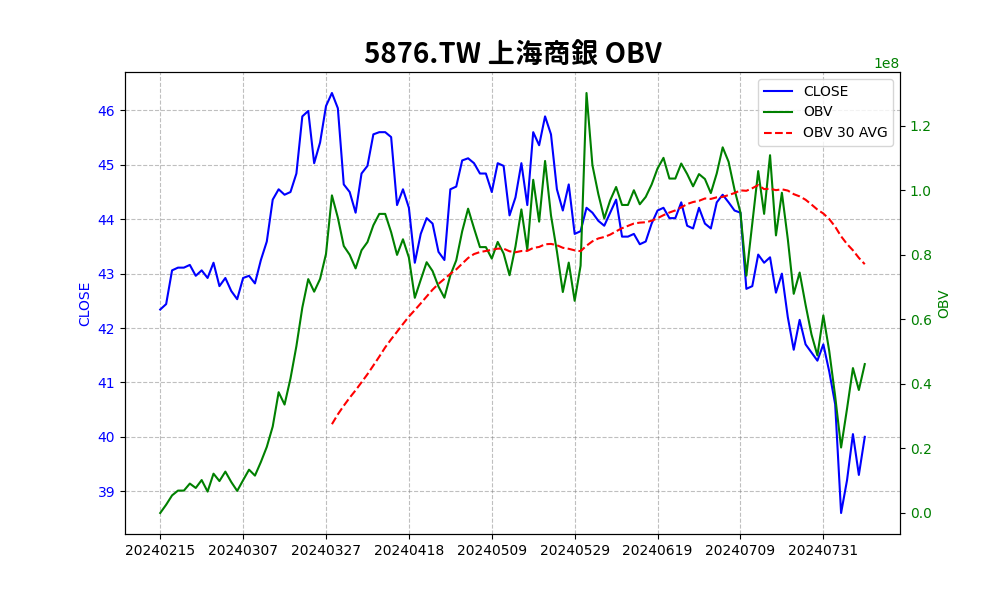 5876.TW 上海商銀 OBV
1e8
CLOSE
OBV
OBV 30 AVG
46
45
44
43
42
41
40
39
CLOSE
1.2
1.0
0.8
0.6
0.4
0.2
0.0
OBV
20240215 20240307 20240327 20240418 20240509 20240529 20240619 20240709 20240731